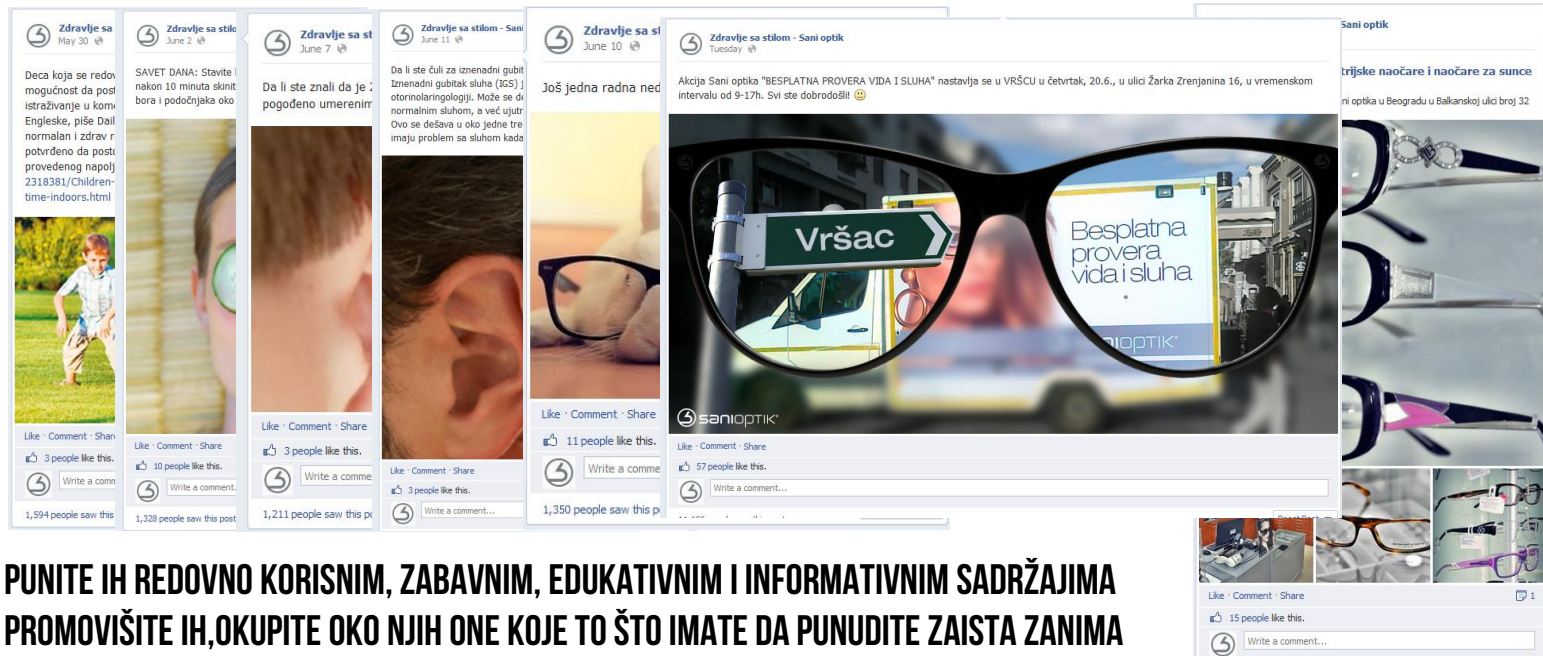 Zdravlje sa
May 30
Deca koja se redov
mogućnost da post
istraživanje u kom
Engleske, piše Dail
normalan i zdrav r
potvrđeno da posto
provedenog napolj
2318381/Children-
time-indoors.html
Like · Comment · Shar
3 people like this.
Write a comm
1,594 people saw this
Zdravlje sa stilo
June 2
SAVET DANA: Stavite
nakon 10 minuta skinit
bora i podočnjaka oko
Like · Comment · Share
10 people like this.
Write a comment.
1,328 people saw this post
Zdravlje sa st
June 7
Da li ste znali da je 2
pogođeno umerenim
Like · Comment · Share
3 people like this.
Write a comme
1,211 people saw this po
Zdravlje sa stilom - Sani
June 11
Da li ste čuli za iznenadni gubit
Iznenadni gubitak sluha (IGS) j
otorinolaringologiji. Može se de
normalnim sluhom, a već ujutr
Ovo se dešava u oko jedne tre
imaju problem sa sluhom kada
Like · Comment · Share
3 people like this.
Write a comment...
Zdravlje sa st
June 10
Još jedna radna ned
Like · Comment · Share
11 people like this.
Write a comme
1,350 people saw this p
Zdravlje sa stilom - Sani optik
Tuesday
Akcija Sani optika "BESPLATNA PROVERA VIDA I SLUHA" nastavlja se u VRŠCU u četvrtak, 20.6., u ulici Žarka Zrenjanina 16, u vremenskom
intervalu od 9-17h. Svi ste dobrodošli!
Vršac
Besplatna
provera
vida i sluha
NIOPTIK
SANIOPTIK
Like · Comment · Share
57 people like this.
Write a comment...
Sani optik
trijske naočare i naočare za sunce
ni optika u Beogradu u Balkanskoj ulici broj 32
Like · Comment · Share
1
15 people like this.
Write a comment...
PUNITE IH REDOVNO KORISNIM, ZABAVNIM, EDUKATIVNIM I INFORMATIVNIM SADRŽAJIMA
PROMOVIŠITE IH,OKUPITE OKO NJIH ONE KOJE TO ŠTO IMATE DA PUNUDITE ZAISTA ZANIMA